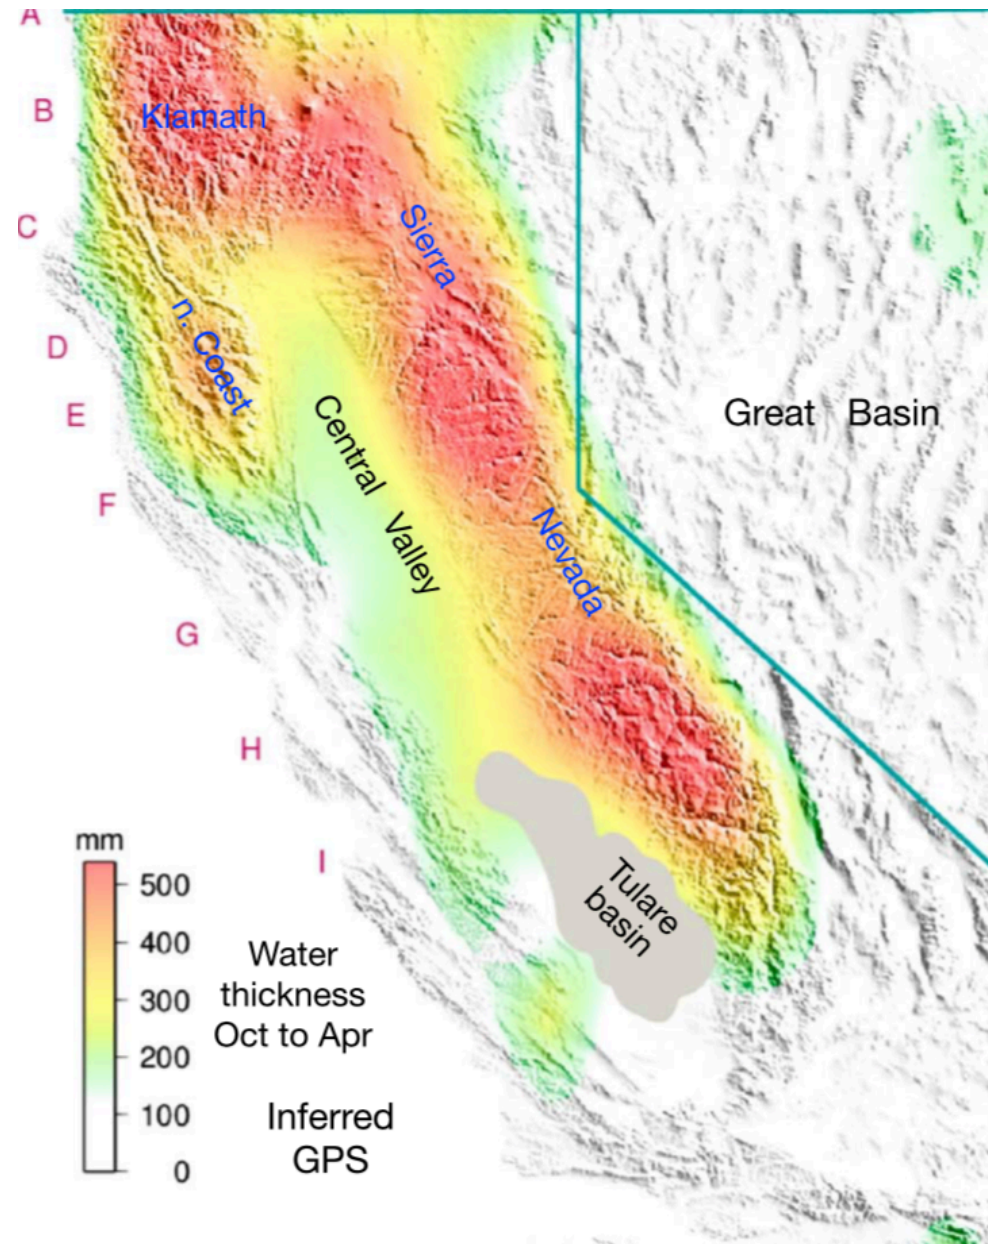 A
B
Klamath
C
Sierra
D
n. Coast
E
Great Basin
Central Valley
F
Nevada
G
H
I
Tulare
basin
mm
500
400
300
200
100
0
Water
thickness
Oct to Apr
Inferred
GPS